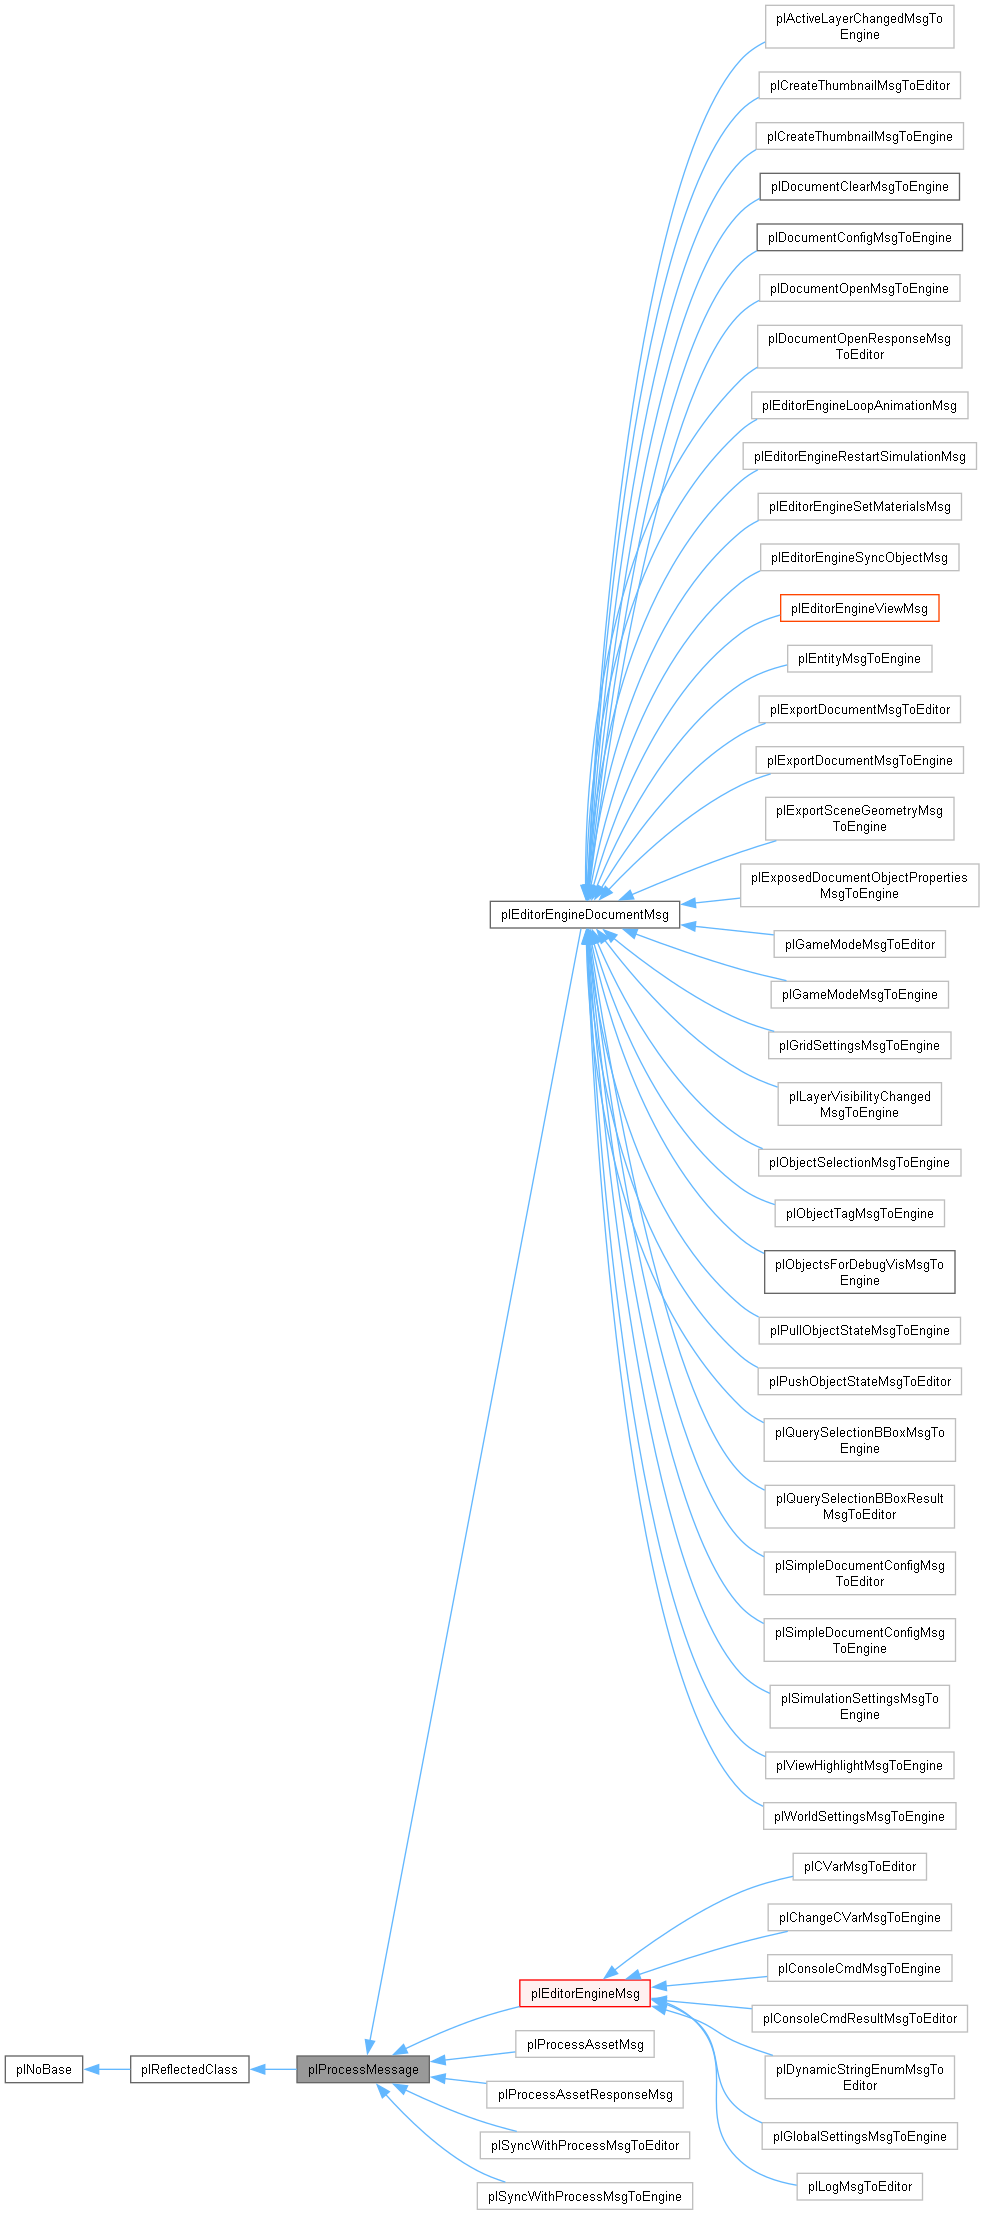 plActiveLayerChangedMsgTo
Engine
plCreateThumbnailMsgToEditor
plCreateThumbnailMsgToEngine
plDocumentClearMsgToEngine
plDocumentConfigMsgToEngine
plDocumentOpenMsgToEngine
plDocumentOpenResponseMsg
ToEditor
plEditorEngineLoopAnimationMsg
plEditorEngineRestartSimulationMsg
plEditorEngineSetMaterialsMsg
plEditorEngineSyncObjectMsg
plEditorEngineViewMsg
plEntityMsgToEngine
plExportDocumentMsgToEditor
plExportDocumentMsgToEngine
plExportSceneGeometryMsg
ToEngine
plExposedDocumentObjectProperties
MsgToEngine
plEditorEngineDocumentMsg
plGameModeMsgToEditor
plGameModeMsgToEngine
plGridSettingsMsgToEngine
plLayerVisibilityChanged
MsgToEngine
plObjectSelectionMsgToEngine
plObjectTagMsgToEngine
plObjectsForDebugVisMsgTo
Engine
plPullObjectStateMsgToEngine
plPushObjectStateMsgToEditor
plQuerySelectionBBoxMsgTo
Engine
plQuerySelectionBBoxResult
MsgToEditor
plSimpleDocumentConfigMsg
ToEditor
plSimpleDocumentConfigMsg
ToEngine
plSimulationSettingsMsgTo
Engine
plViewHighlightMsgToEngine
plWorldSettingsMsgToEngine
plCVarMsgToEditor
plChangeCVarMsgToEngine
plConsoleCmdMsgToEngine
plEditorEngineMsg
plConsoleCmdResultMsgToEditor
plProcessAssetMsg
plNoBase
plReflectedClass
plProcessMessage
plDynamicStringEnumMsgTo
Editor
plProcessAssetResponseMsg
plGlobalSettingsMsgToEngine
plSyncWithProcessMsgToEditor
plLogMsgToEditor
plSyncWithProcessMsgToEngine